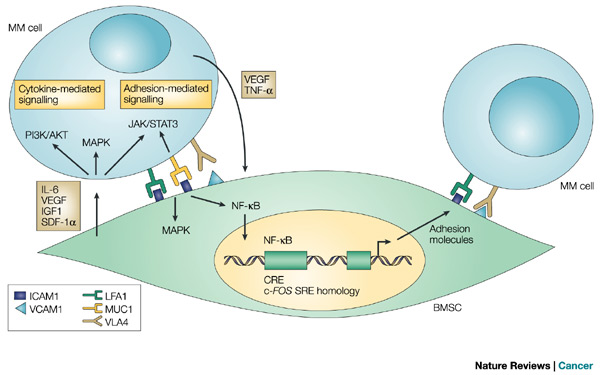 MM cell
Cytokine-mediated
signalling
Adhesion-mediated
signalling
VEGF
TNF-α
PI3K/AKT
MAPK
JAK/STAT3
IL-6
VEGF
IGF1
SDF-1α
MAPK
NF-κB
NF-κB
CRE
c-FOS SRE homology
Adhesion
molecules
MM cell
BMSC
ICAM1
VCAM1
LFA1
MUC1
VLA4
Nature Reviews | Cancer